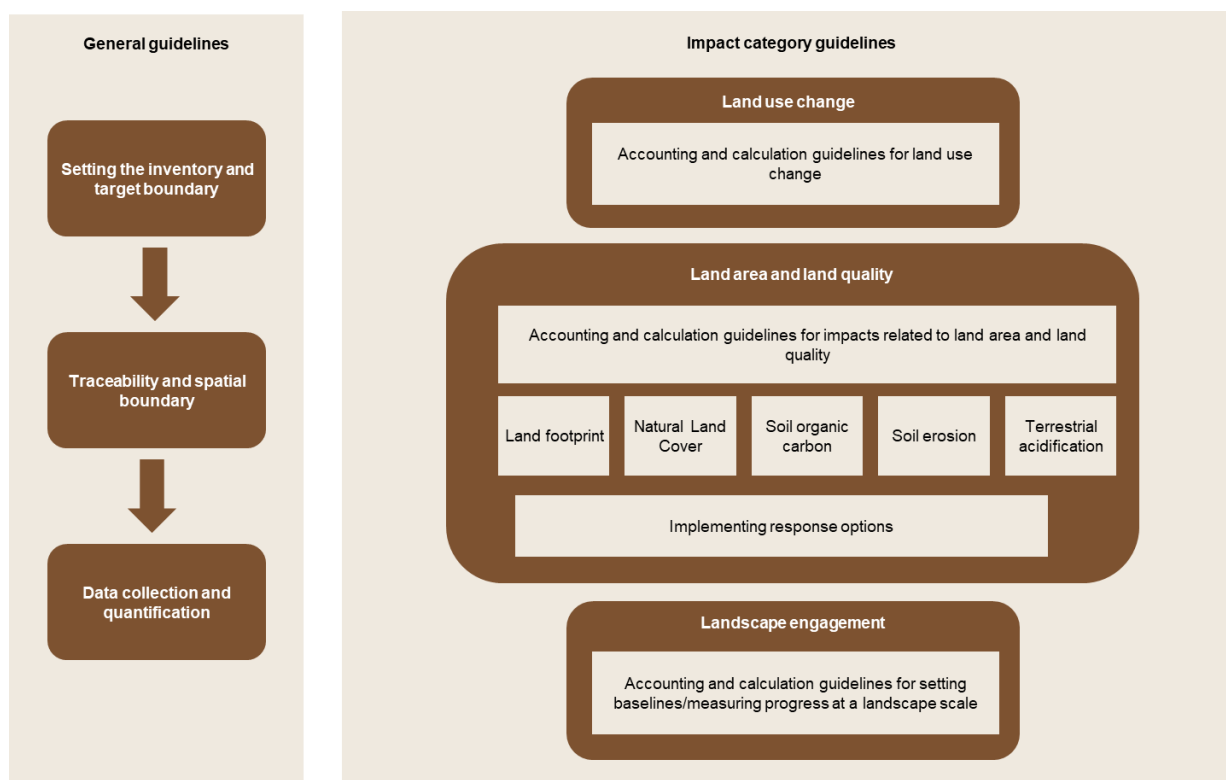 General guidelines
Setting the inventory and
target boundary
Traceability and spatial
boundary
Data collection and
quantification
Impact category guidelines
Land use change
Accounting and calculation guidelines for land use
change
Land area and land quality
Accounting and calculation guidelines for impacts related to land area and land
quality
Land footprint
Natural Land
Cover
Soil organic
carbon
Soil erosion
Terrestrial
acidification
Implementing response options
Landscape engagement
Accounting and calculation guidelines for setting
baselines/measuring progress at a landscape scale